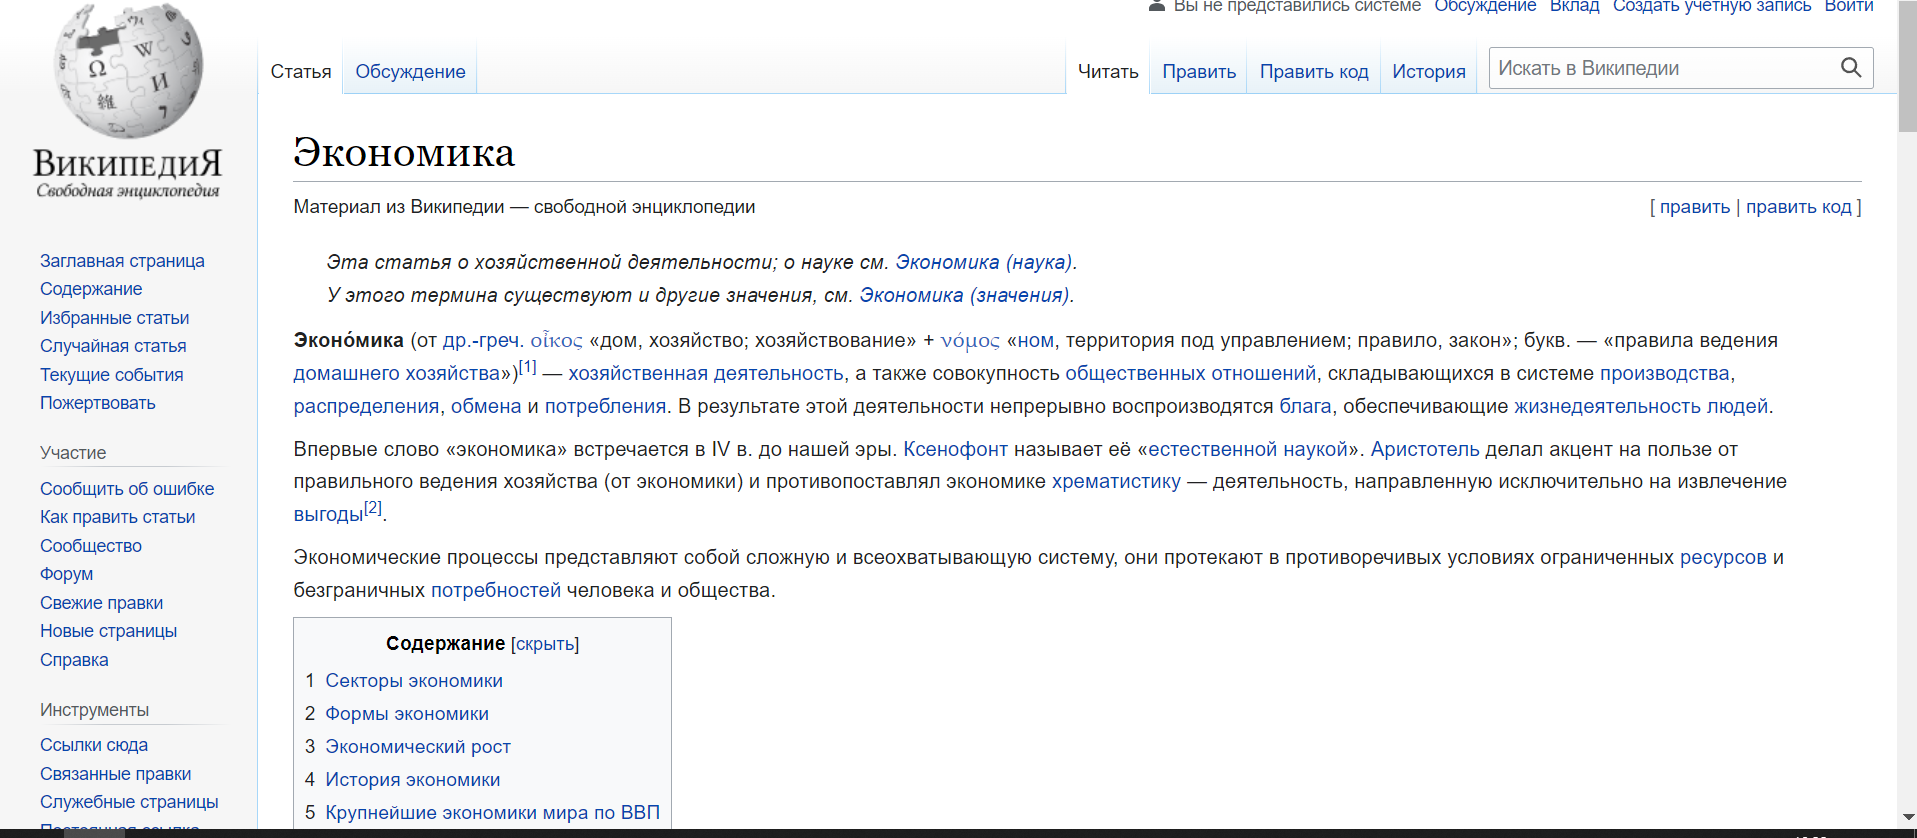 Вы не представились системе Обсуждение Вклад Создать учётную запись Войти
Статья Обсуждение Читать Править Править код История Искать в Википедии
ВИКИПЕДИЯ
Свободная энциклопедия
Заглавная страница
Содержание
Избранные статьи
Случайная статья
Текущие события
Пожертвовать
Участие
Сообщить об ошибке
Как править статьи
Сообщество
Форум
Свежие правки
Новые страницы
Справка
Инструменты
Ссылки сюда
Связанные правки
Служебные страницы
Постоянная ссылка
Экономика
Материал из Википедии — свободной энциклопедии [ править | править код ]
Эта статья о хозяйственной деятельности; о науке см. Экономика (наука).
У этого термина существуют и другие значения, см. Экономика (значения).
Эконо́мика (от др.-греч. οἶκος «дом, хозяйство; хозяйствование» + νόμος «ном, территория под управлением; правило, закон»; букв. — «правила ведения
домашнего хозяйства»)[1] — хозяйственная деятельность, а также совокупность общественных отношений, складывающихся в системе производства,
распределения, обмена и потребления. В результате этой деятельности непрерывно воспроизводятся блага, обеспечивающие жизнедеятельность людей.
Впервые слово «экономика» встречается в IV в. до нашей эры. Ксенофонт называет её «естественной наукой». Аристотель делал акцент на пользе от
правильного ведения хозяйства (от экономики) и противопоставлял экономике хрематистику — деятельность, направленную исключительно на извлечение
выгоды[2].
Экономические процессы представляют собой сложную и всеохватывающую систему, они протекают в противоречивых условиях ограниченных ресурсов и
безграничных потребностей человека и общества.
Содержание [скрыть]
1 Секторы экономики
2 Формы экономики
3 Экономический рост
4 История экономики
5 Крупнейшие экономики мира по ВВП